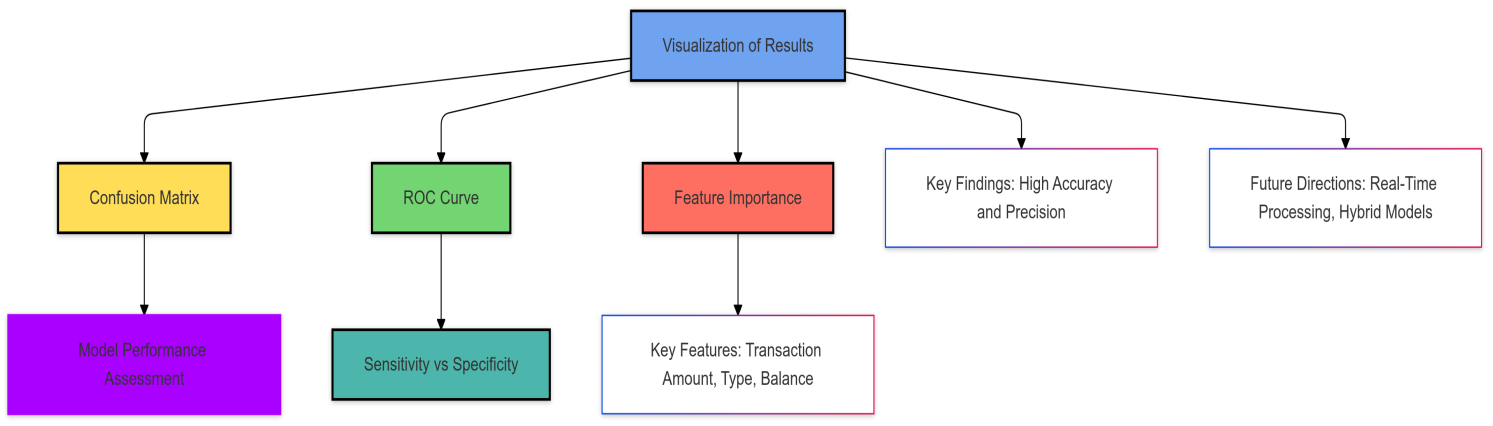 Visualization of Results
Confusion Matrix
ROC Curve
Feature Importance
Key Findings: High Accuracy
and Precision
Future Directions: Real-Time
Processing, Hybrid Models
Model Performance
Assessment
Sensitivity vs Specificity
Key Features: Transaction
Amount, Type, Balance